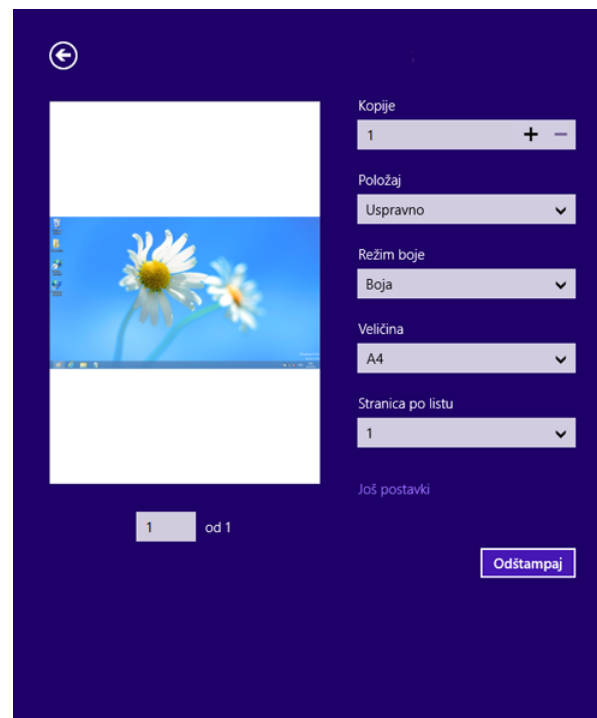 Kopije
1
Položaj
Uspravno
Režim boje
Boja
Veličina
A4
Stranica po listu
1
Još postavki
1 od 1
Odštampaj